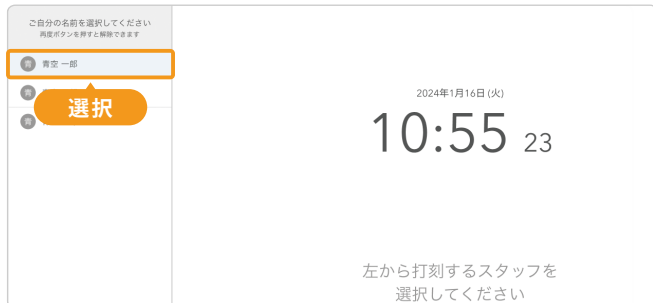 ご自分の名前を選択してください
再度ボタンを押すと解除できます
青 青空 一郎
青
選択
青
2024年1月16日 (火)
10:55 23
左から打刻するスタッフを
選択してください